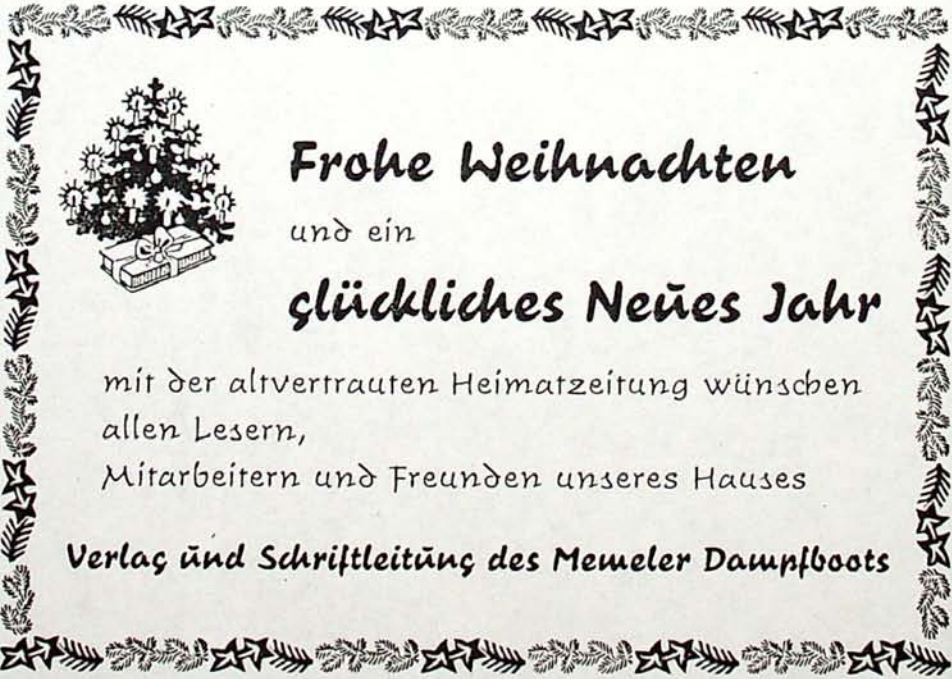 Frohe Weihnachten
und ein
glückliches Neues Jahr
mit der altvertrauten Heimatzeitung wünschen
allen Lesern,
Mitarbeitern und Freunden unseres Hauses
Verlag und Schriftleitung des Memeler Dampfboots